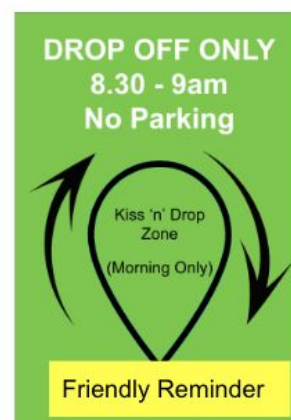 DROP OFF ONLY
8.30 - 9am
No Parking
Kiss 'n' Drop
Zone
(Morning Only)
Friendly Reminder